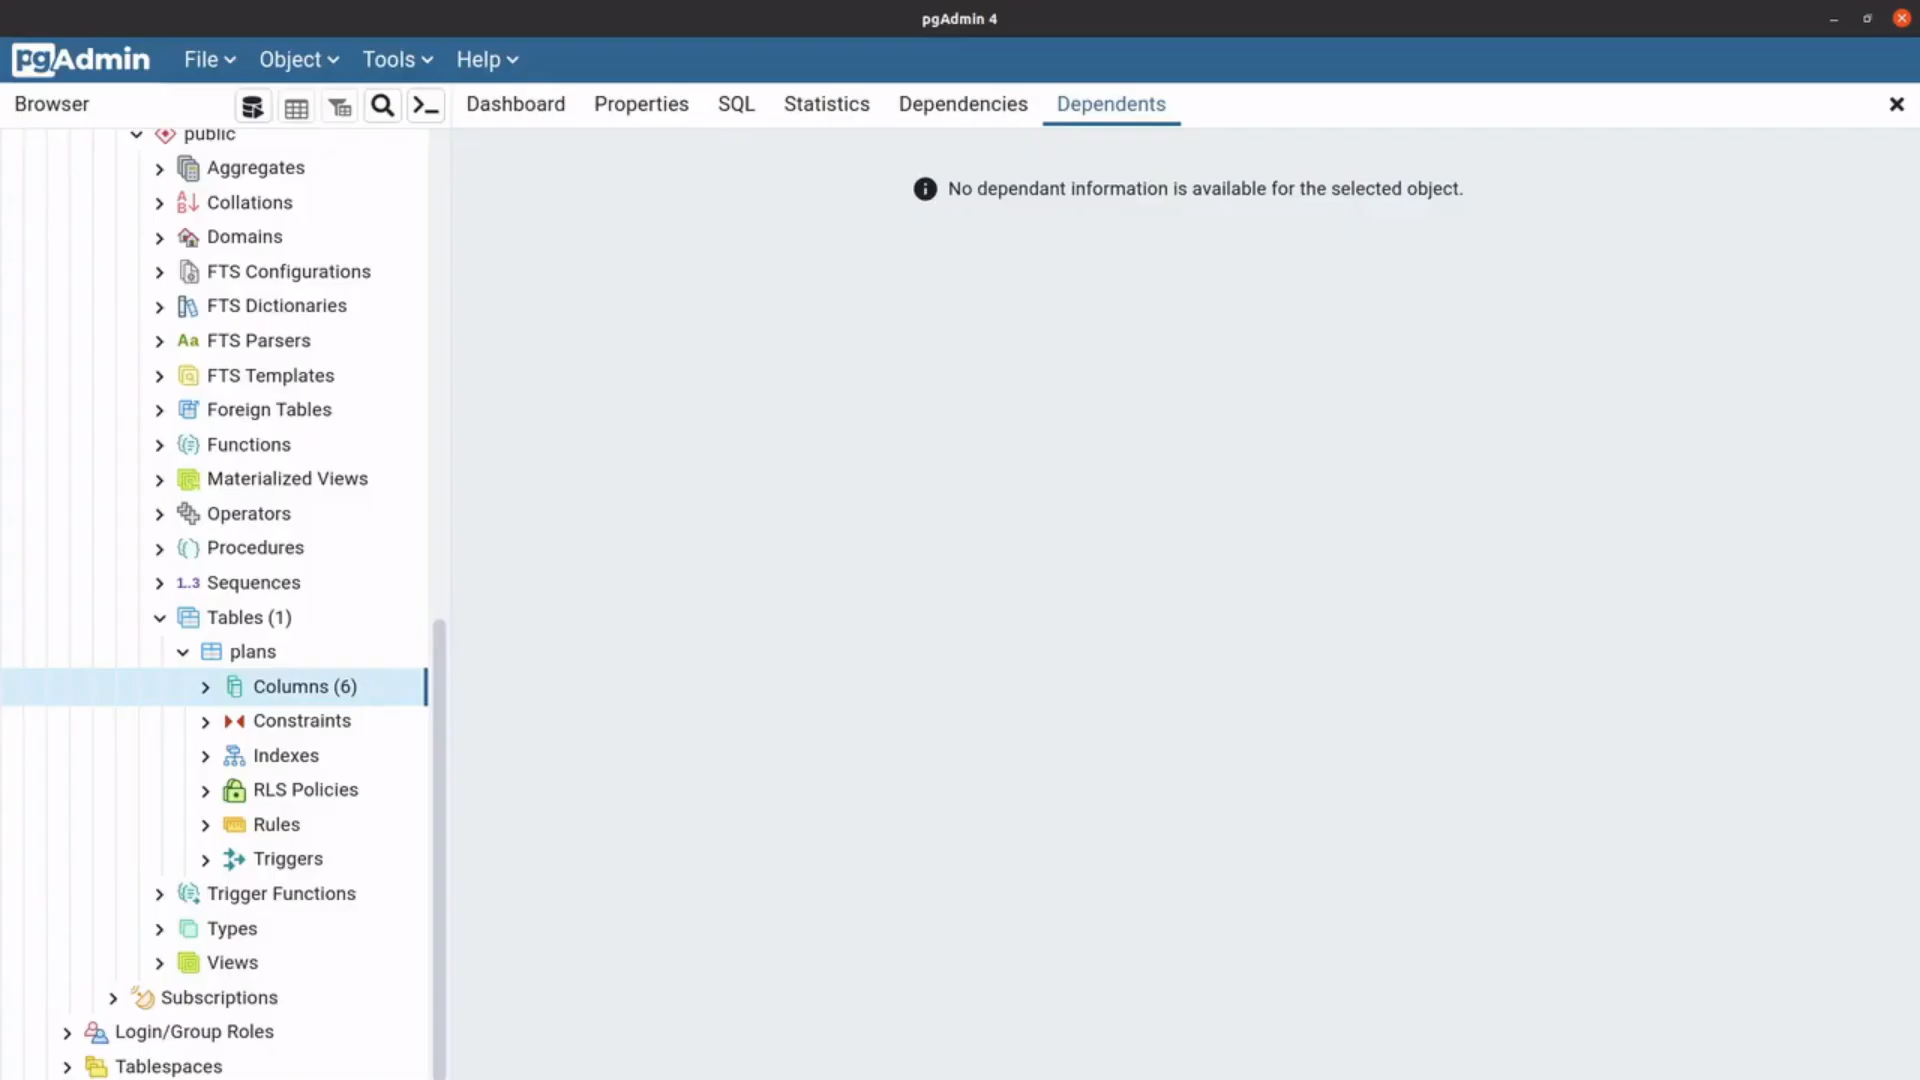 pgAdmin 4
pgAdmin File Object Tools Help
Browser Dashboard Properties SQL Statistics Dependencies Dependents
public
Aggregates
No dependant information is available for the selected object.
Collations
Domains
FTS Configurations
FTS Dictionaries
Aa FTS Parsers
FTS Templates
Foreign Tables
Functions
Materialized Views
Operators
Procedures
1..3 Sequences
Tables (1)
plans
Columns (6)
Constraints
Indexes
RLS Policies
Rules
Triggers
Trigger Functions
Types
Views
Subscriptions
Login/Group Roles
Tablespaces